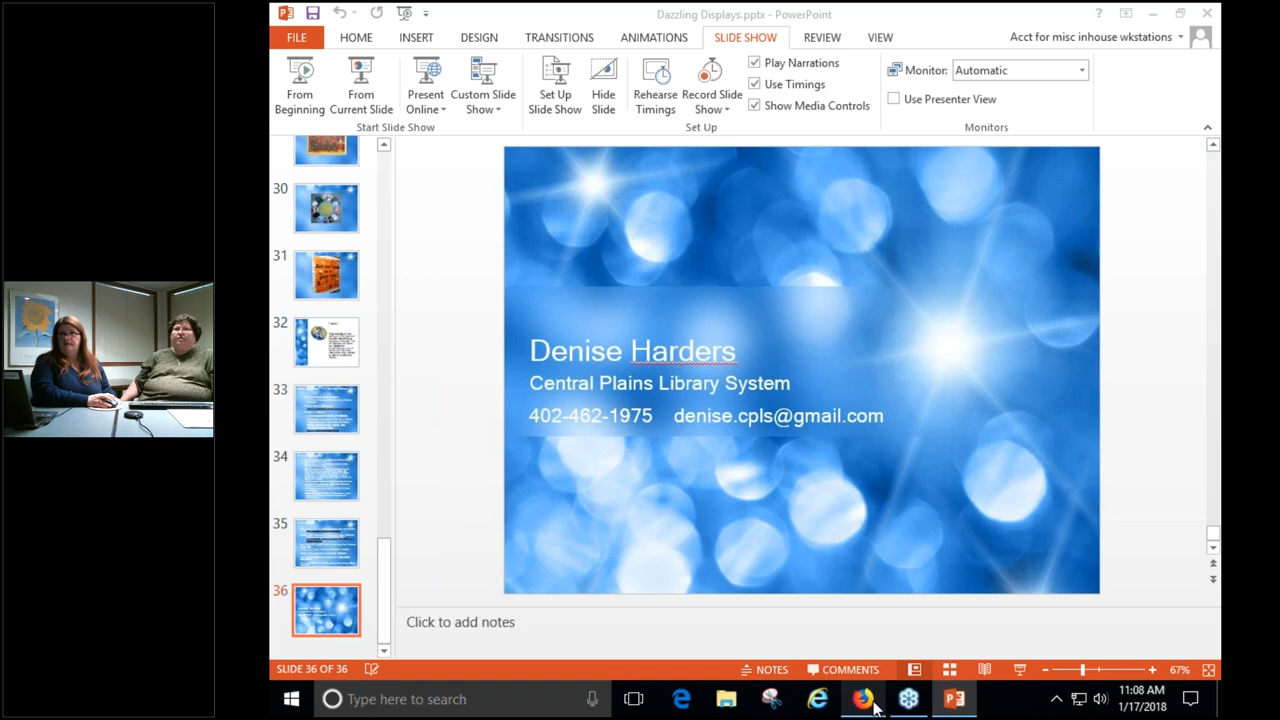 Dazzling Displays.pptx - PowerPoint
?
FILE HOME INSERT DESIGN TRANSITIONS ANIMATIONS SLIDE SHOW REVIEW VIEW Acct for misc inhouse wkstations
From Beginning
From Current Slide
Present Online
Custom Slide Show
Set Up Slide Show
Hide Slide
Rehearse Timings
Record Slide Show
Play Narrations
Use Timings
Show Media Controls
Monitor: Automatic
Use Presenter View
Start Slide Show Set Up Monitors
30
31
32
33
34
35
36
Denise Harders
Central Plains Library System
402-462-1975 denise.cpls@gmail.com
Click to add notes
SLIDE 36 OF 36 NOTES COMMENTS 67%
Type here to search
11:08 AM
1/17/2018